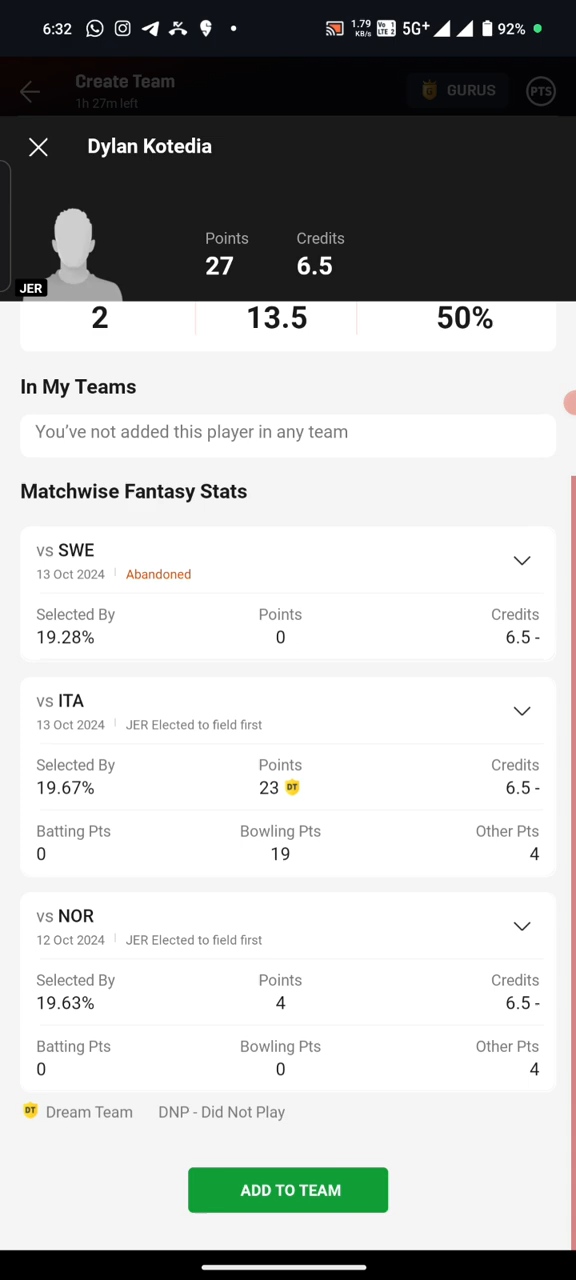 6:32 1.79 KB/s Vo 1 LTE 2 5G+ 92%
Create Team
1h 27m left
GURUS
PTS
Dylan Kotedia
Points Credits
27 6.5
JER
2 13.5 50%
In My Teams
You've not added this player in any team
Matchwise Fantasy Stats
vs SWE
13 Oct 2024 Abandoned
Selected By Points Credits
19.28% 0 6.5 -
vs ITA
13 Oct 2024 JER Elected to field first
Selected By Points Credits
19.67% 23 DT 6.5 -
Batting Pts Bowling Pts Other Pts
0 19 4
vs NOR
12 Oct 2024 JER Elected to field first
Selected By Points Credits
19.63% 4 6.5 -
Batting Pts Bowling Pts Other Pts
0 0 4
DT Dream Team DNP - Did Not Play
ADD TO TEAM